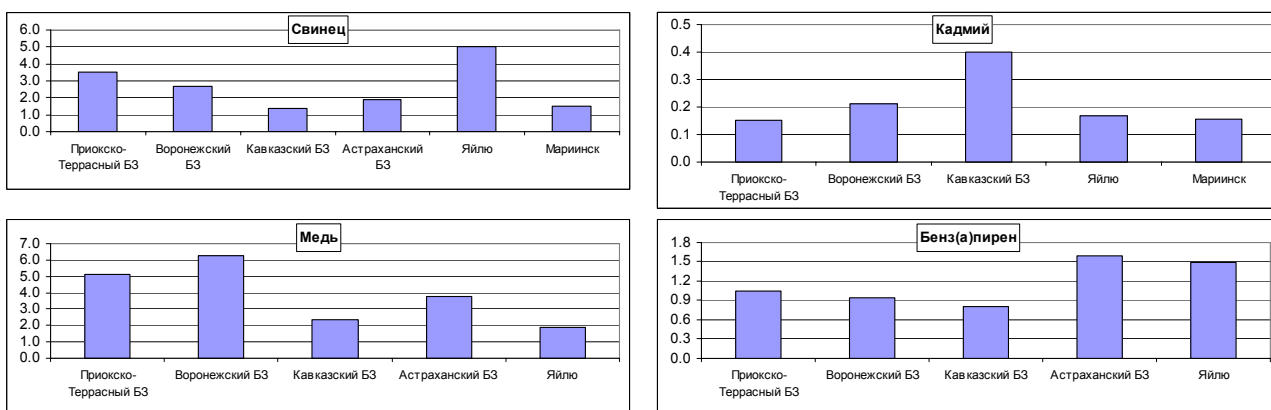 Свинец
6.0
5.0
4.0
3.0
2.0
1.0
0.0
Приокско-
Террасный БЗ
Воронежский
БЗ
Кавказский БЗ
Астраханский
БЗ
Яйлю
Мариинск
Кадмий
0.5
0.4
0.3
0.2
0.1
0.0
Приокско-
Террасный БЗ
Воронежский БЗ
Кавказский БЗ
Яйлю
Мариинск
Медь
7.0
6.0
5.0
4.0
3.0
2.0
1.0
0.0
Приокско-
Террасный БЗ
Воронежский БЗ
Кавказский БЗ
Астраханский БЗ
Яйлю
Бенз(а)пирен
1.8
1.5
1.2
0.9
0.6
0.3
0.0
Приокско-
Террасный БЗ
Воронежский БЗ
Кавказский БЗ
Астраханский БЗ
Яйлю